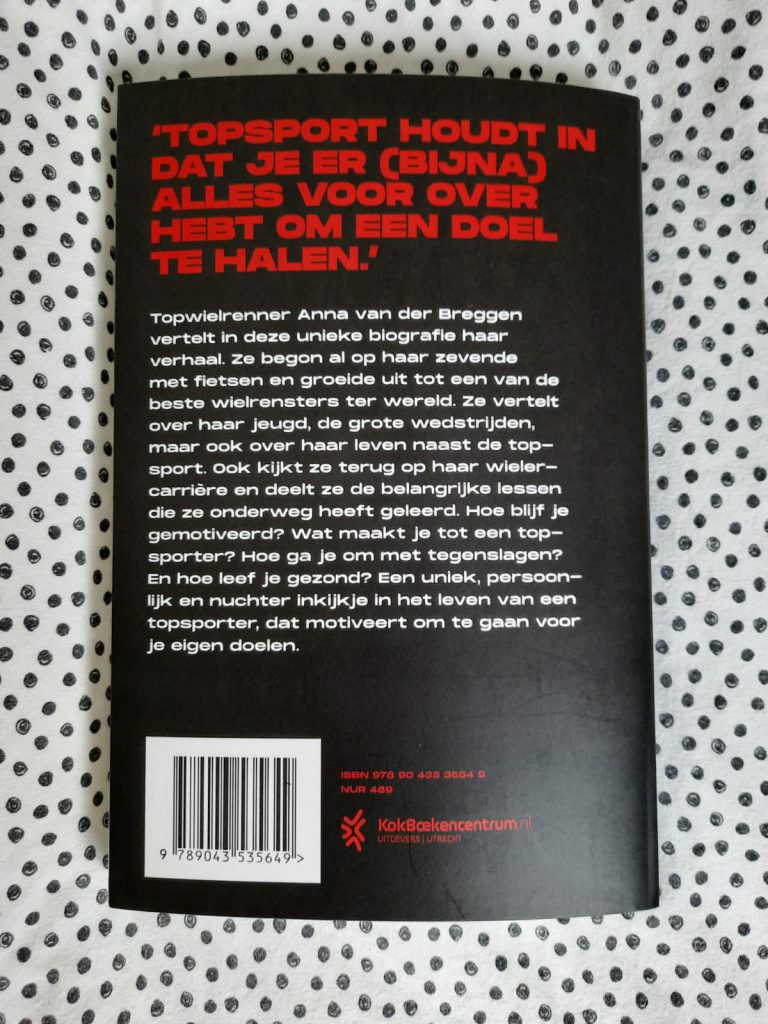 ‘TOPSPORT HOUDT IN
DAT JE ER (BIJNA)
ALLES VOOR OVER
HEBT OM EEN DOEL
TE HALEN.’
Topwielrenner Anna van der Breggen
vertelt in deze unieke biografie haar
verhaal. Ze begon al op haar zevende
met fietsen en groeide uit tot een van de
beste wielrensters ter wereld. Ze vertelt
over haar jeugd, de grote wedstrijden,
maar ook over haar leven naast de top-
sport. Ook kijkt ze terug op haar wieler-
carrière en deelt ze de belangrijke lessen
die ze onderweg heeft geleerd. Hoe blijf je
gemotiveerd? Wat maakt je tot een top-
sporter? Hoe ga je om met tegenslagen?
En hoe leef je gezond? Een uniek, persoon-
lijk en nuchter inkijkje in het leven van een
topsporter, dat motiveert om te gaan voor
je eigen doelen.
9 789043 535649 >
ISBN 978 90 435 3564 9
NUR 489
KokBoekencentrum.nl
UITGEVERS | UTRECHT